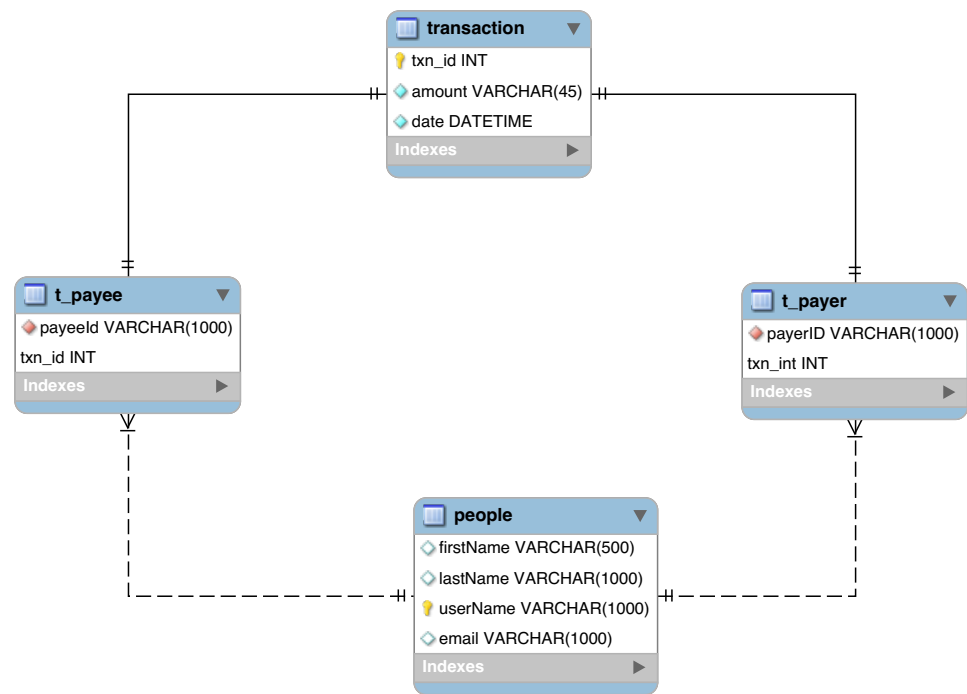 transaction
txn_id INT
amount VARCHAR(45)
date DATETIME
Indexes
t_payee
payeeId VARCHAR(1000)
txn_id INT
Indexes
t_payer
payerID VARCHAR(1000)
txn_int INT
Indexes
people
firstName VARCHAR(500)
lastName VARCHAR(1000)
userName VARCHAR(1000)
email VARCHAR(1000)
Indexes